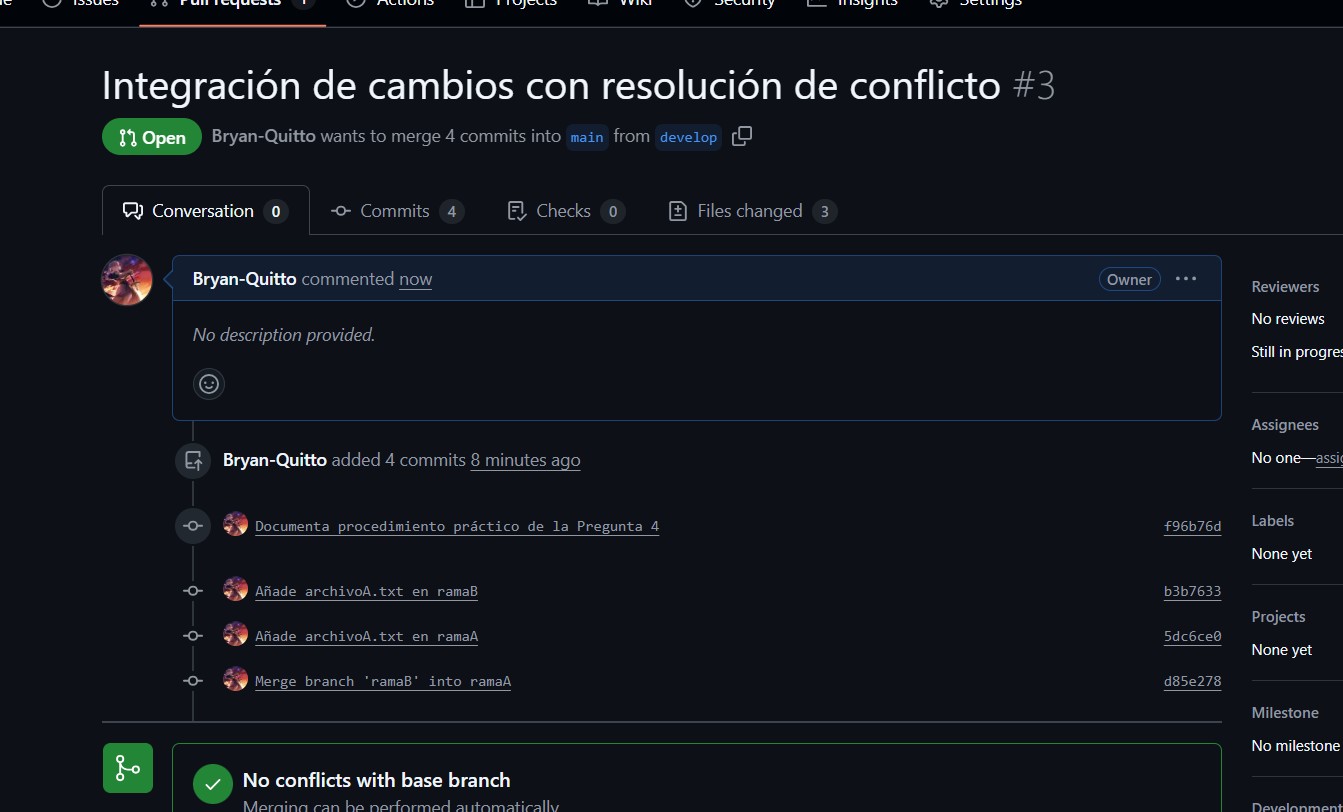 Issues Pull requests 1 Actions Projects Wiki Security Insights Settings
Integración de cambios con resolución de conflicto #3
Open Bryan-Quitto wants to merge 4 commits into main from develop
Conversation 0 Commits 4 Checks 0 Files changed 3
Bryan-Quitto commented now Owner
No description provided.
Bryan-Quitto added 4 commits 8 minutes ago
Documenta procedimiento práctico de la Pregunta 4 f96b76d
Añade archivoA.txt en ramaB b3b7633
Añade archivoA.txt en ramaA 5dc6ce0
Merge branch 'ramaB' into ramaA d85e278
No conflicts with base branch
Merging can be performed automatically.
Reviewers
No reviews
Still in progres
Assignees
No one—assig
Labels
None yet
Projects
None yet
Milestone
No milestone
Development